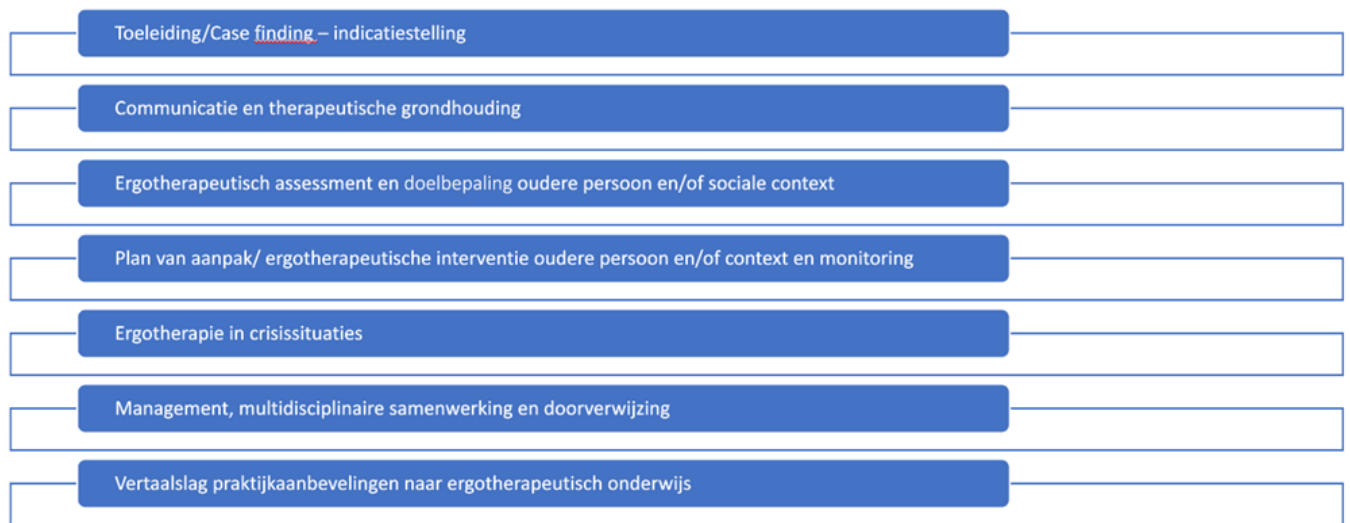 Toeleiding/Case finding – indicatiestelling
Communicatie en therapeutische grondhouding
Ergotherapeutisch assessment en doelbepaling oudere persoon en/of sociale context
Plan van aanpak/ ergotherapeutische interventie oudere persoon en/of context en monitoring
Ergotherapie in crisissituaties
Management, multidisciplinaire samenwerking en doorverwijzing
Vertaalslag praktijkaanbevelingen naar ergotherapeutisch onderwijs